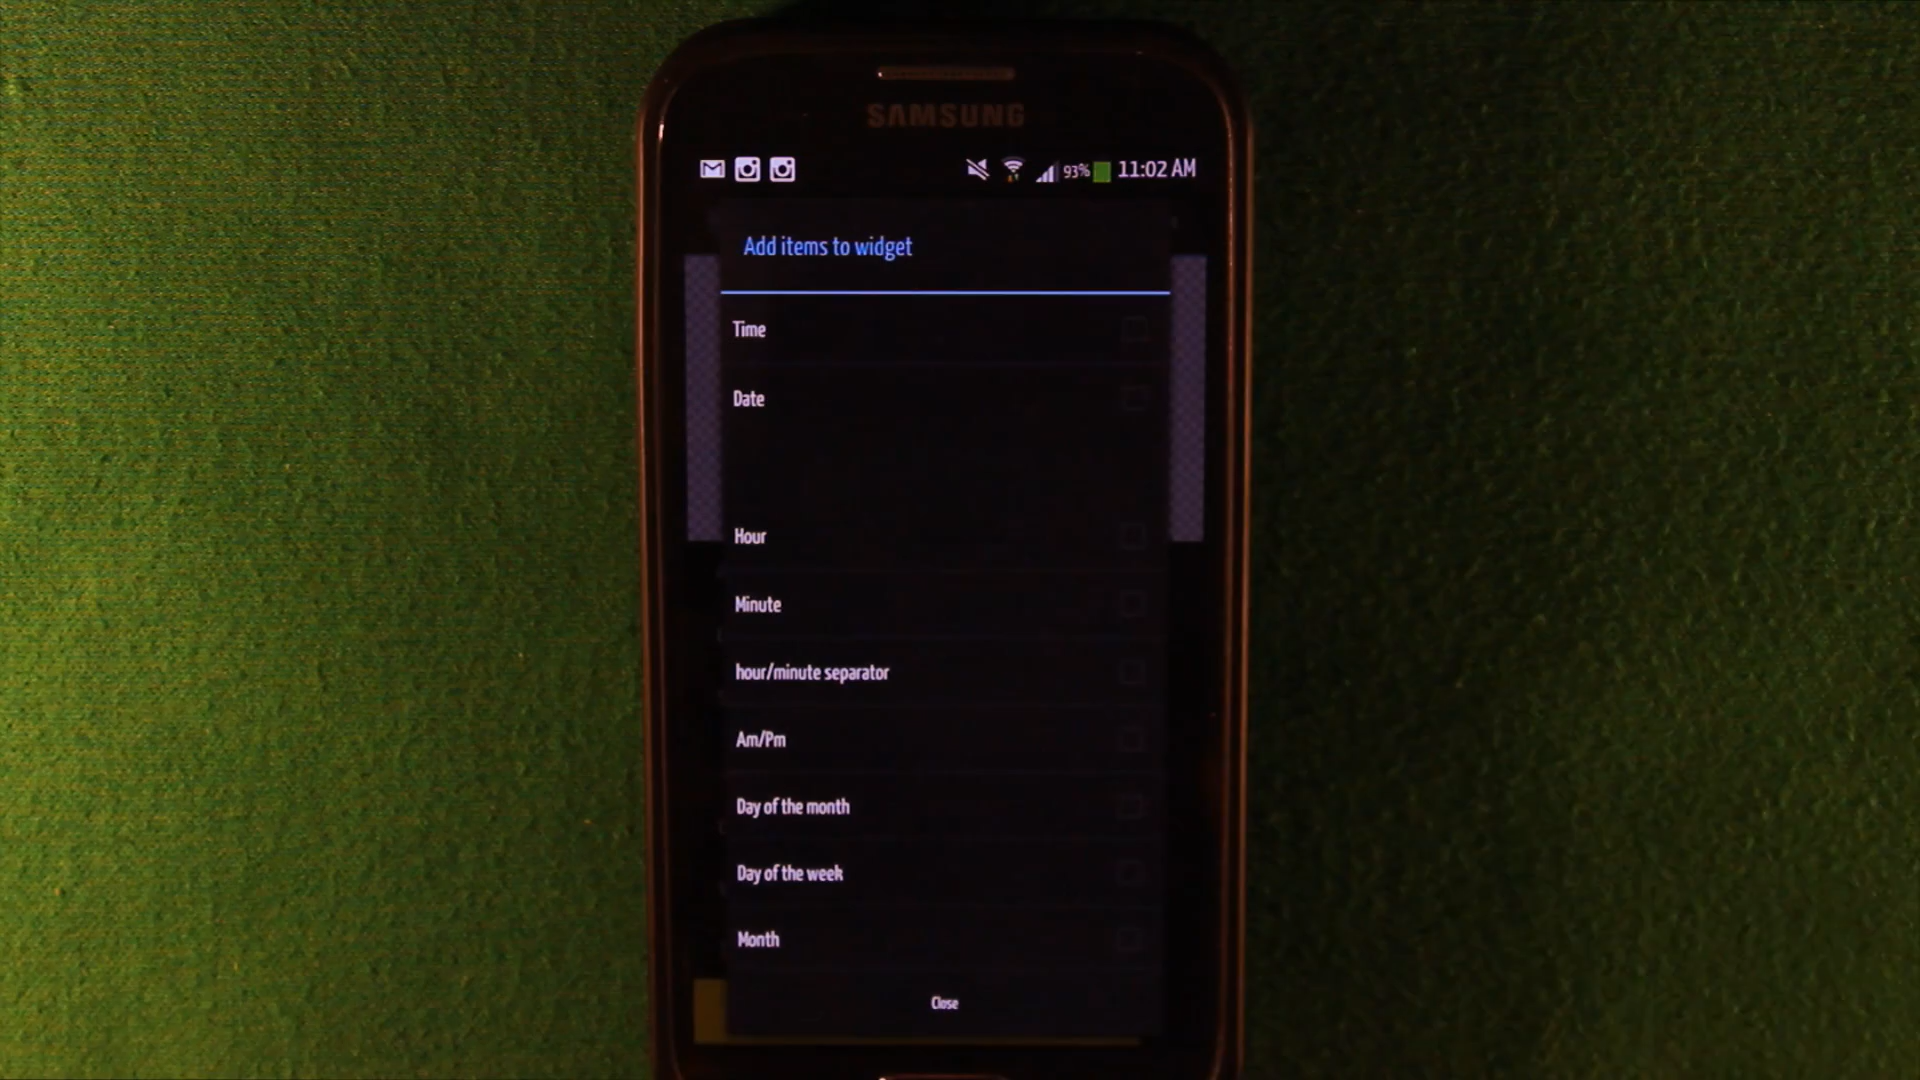 SAMSUNG
93% 11:02 AM
Add items to widget
Time
Date
Hour
Minute
hour/minute separator
Am/Pm
Day of the month
Day of the week
Month
Close